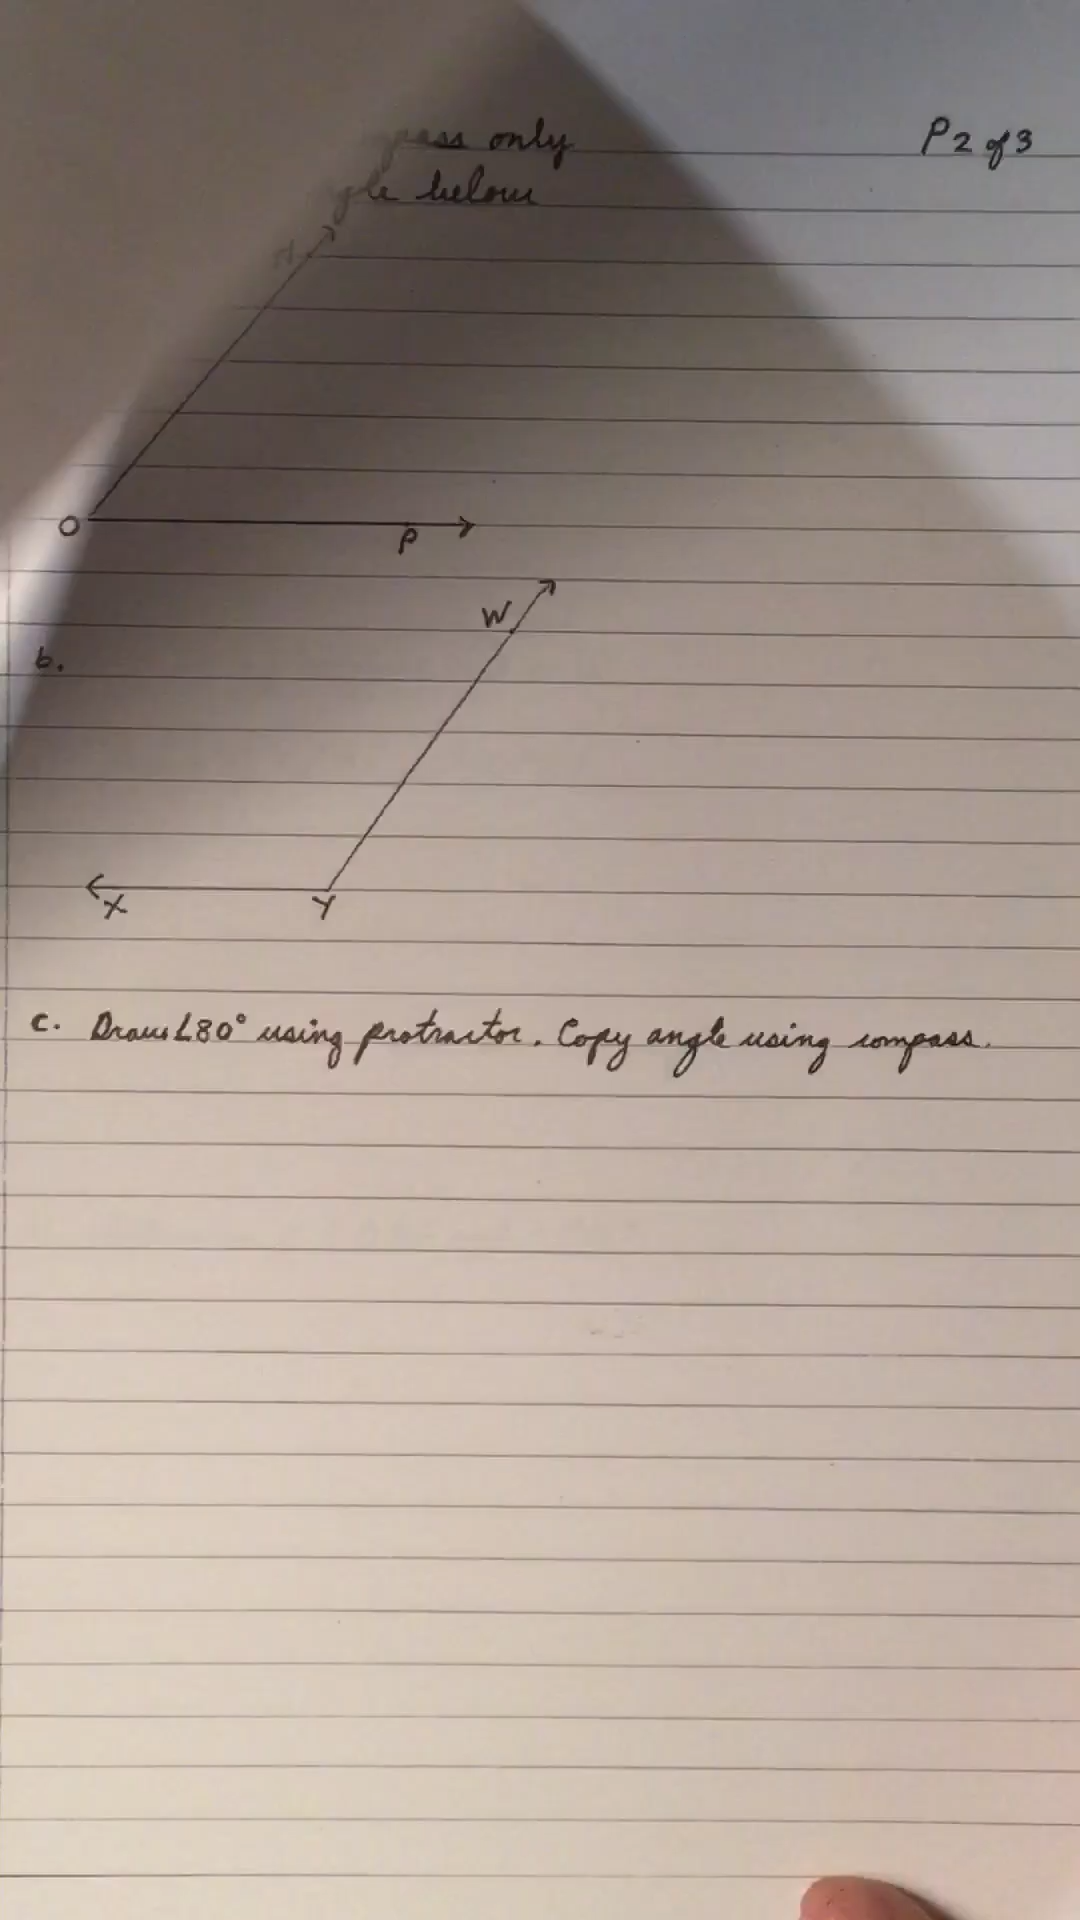 only P2 of 3
below
O
P
W
b.
X Y
c. Draw ∠80° using protractor. Copy angle using compass.